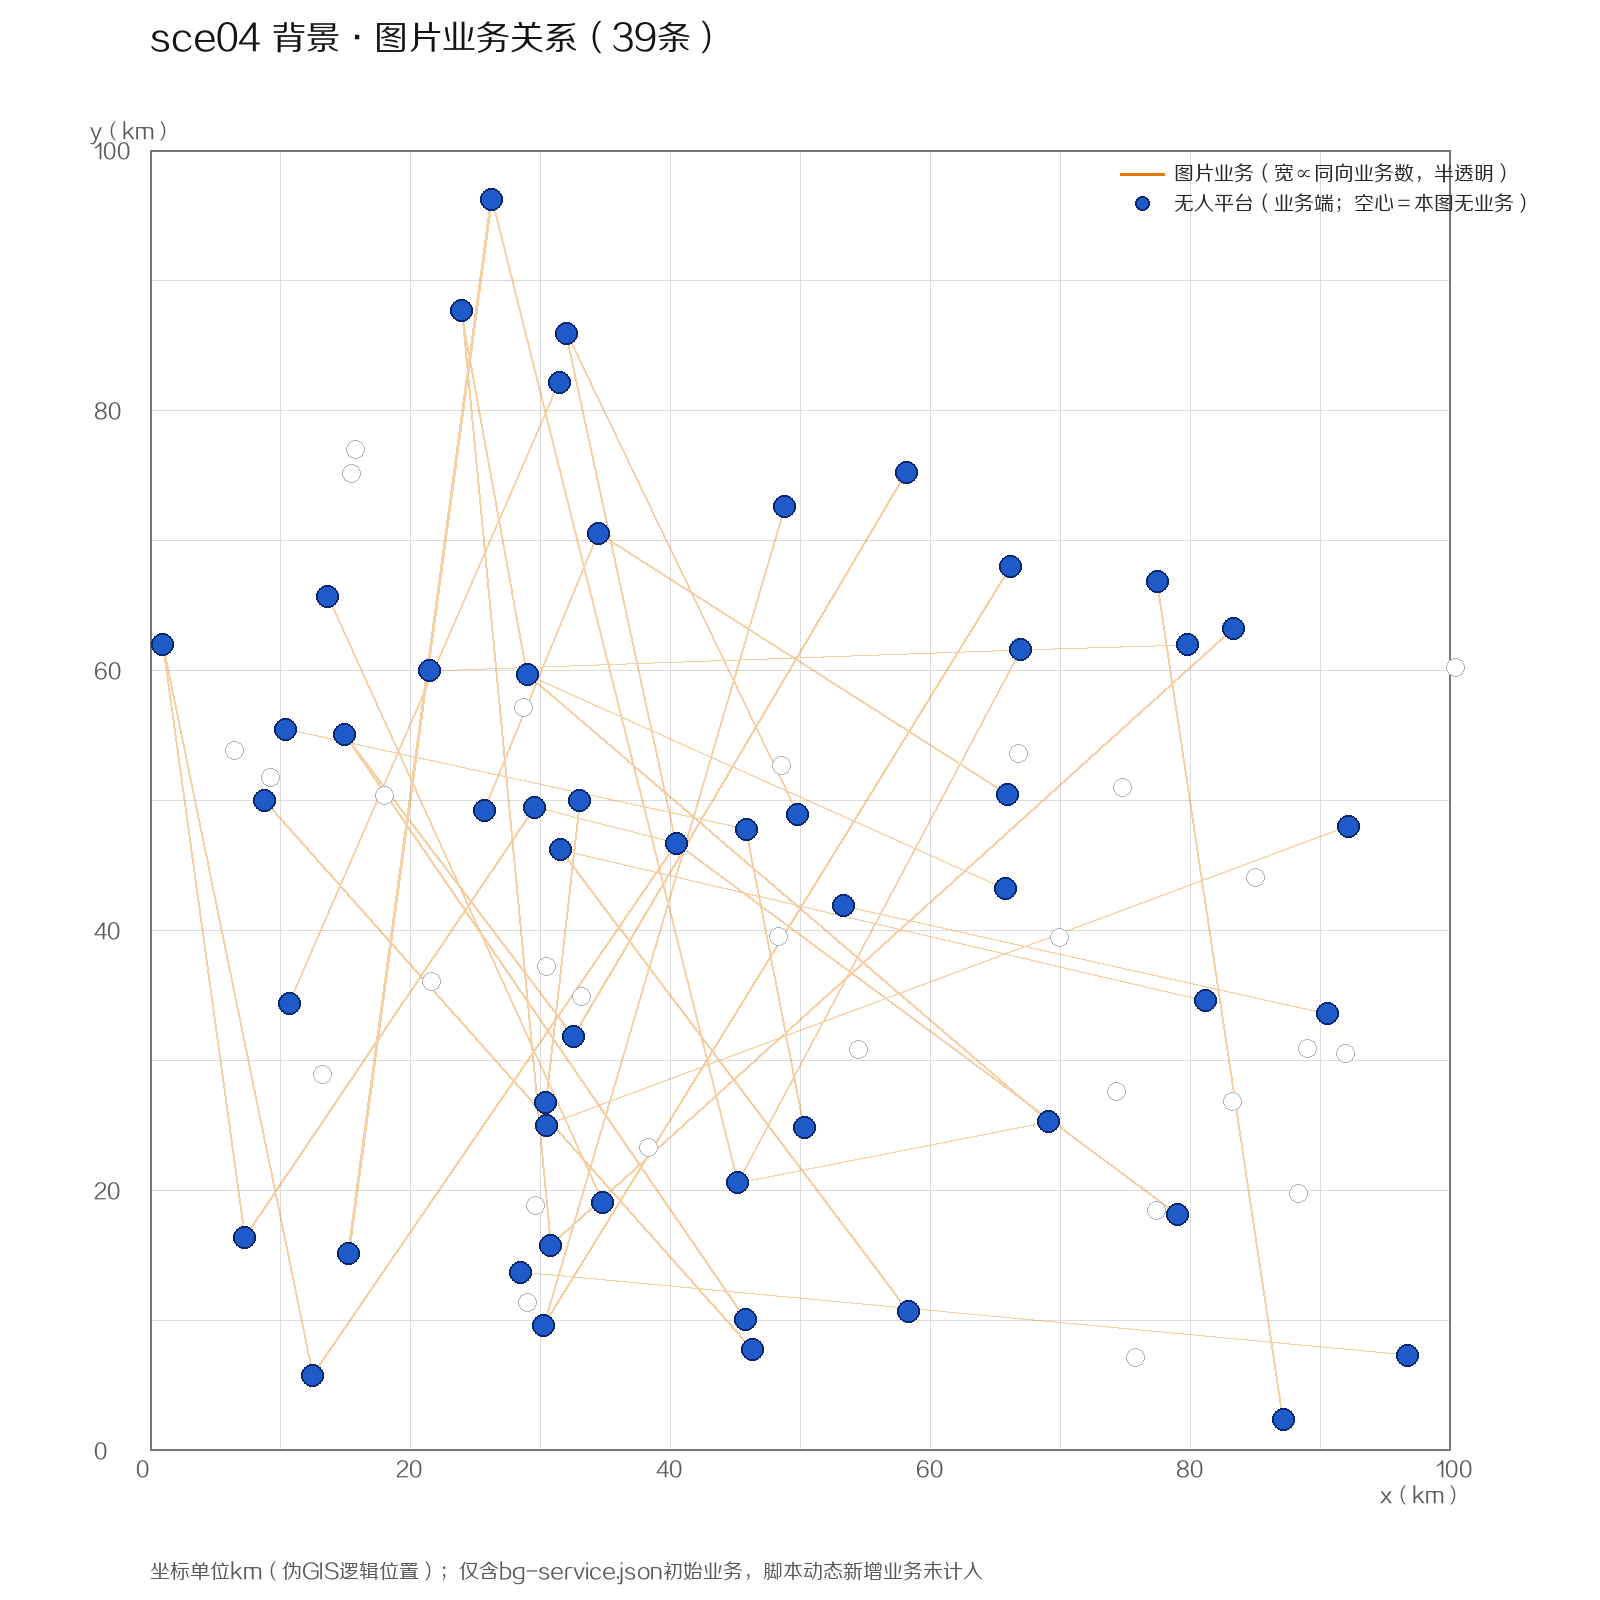 sce04 背景·图片业务关系（39条）
y（km）
100
图片业务（宽∝同向业务数，半透明）
无人平台（业务端；空心＝本图无业务）
80
60
40
20
0
0 20 40 60 80 100
x（km）
坐标单位km（伪GIS逻辑位置）；仅含bg-service.json初始业务，脚本动态新增业务未计入